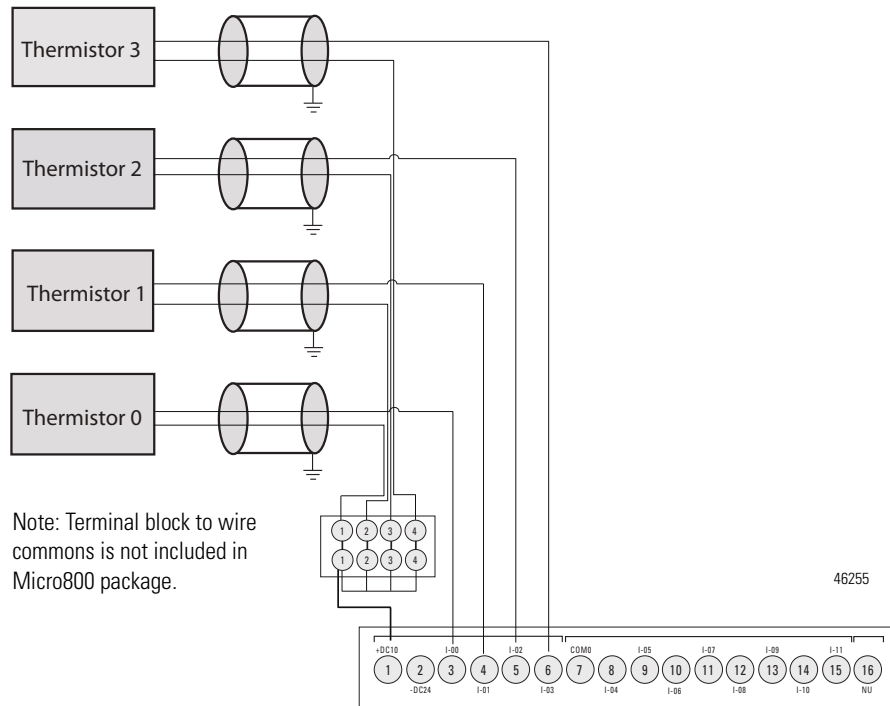 Thermistor 3
Thermistor 2
Thermistor 1
Thermistor 0
Note: Terminal block to wire
commons is not included in
Micro800 package.
1 2 3 4
1 2 3 4
46255
+DC10 I-00 I-02 COM0 I-05 I-07 I-09 I-11
1 2 3 4 5 6 7 8 9 10 11 12 13 14 15 16
-DC24 I-01 I-03 I-04 I-06 I-08 I-10 NU